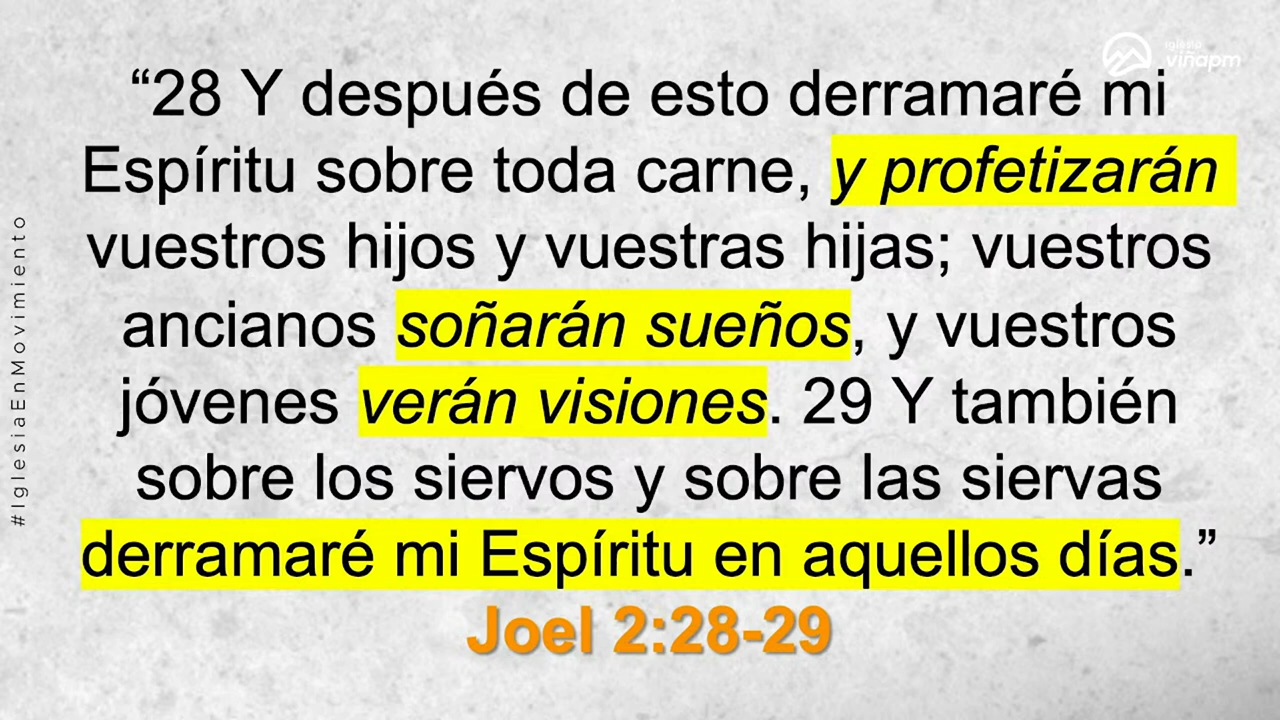 iglesia
viñapm
“28 Y después de esto derramaré mi
Espíritu sobre toda carne, y profetizarán
vuestros hijos y vuestras hijas; vuestros
ancianos soñarán sueños, y vuestros
jóvenes verán visiones. 29 Y también
sobre los siervos y sobre las siervas
derramaré mi Espíritu en aquellos días.”
Joel 2:28-29
#IglesiaEnMovimiento